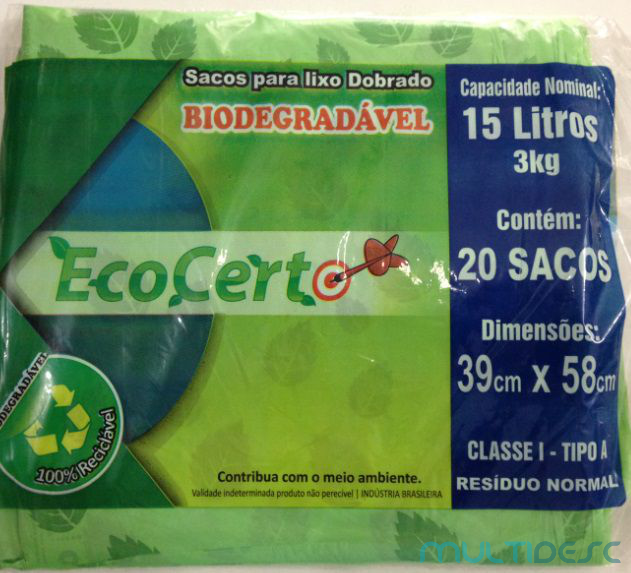 Sacos para lixo Dobrado
BIODEGRADÁVEL
EcoCerto
Capacidade Nominal:
15 Litros
3kg
Contém:
20 SACOS
Dimensões:
39cm x 58cm
CLASSE I - TIPO A
RESÍDUO NORMAL
100% Reciclável
Contribua com o meio ambiente.
Validade indeterminada produto não perecível | INDÚSTRIA BRASILEIRA
MULTIDESC